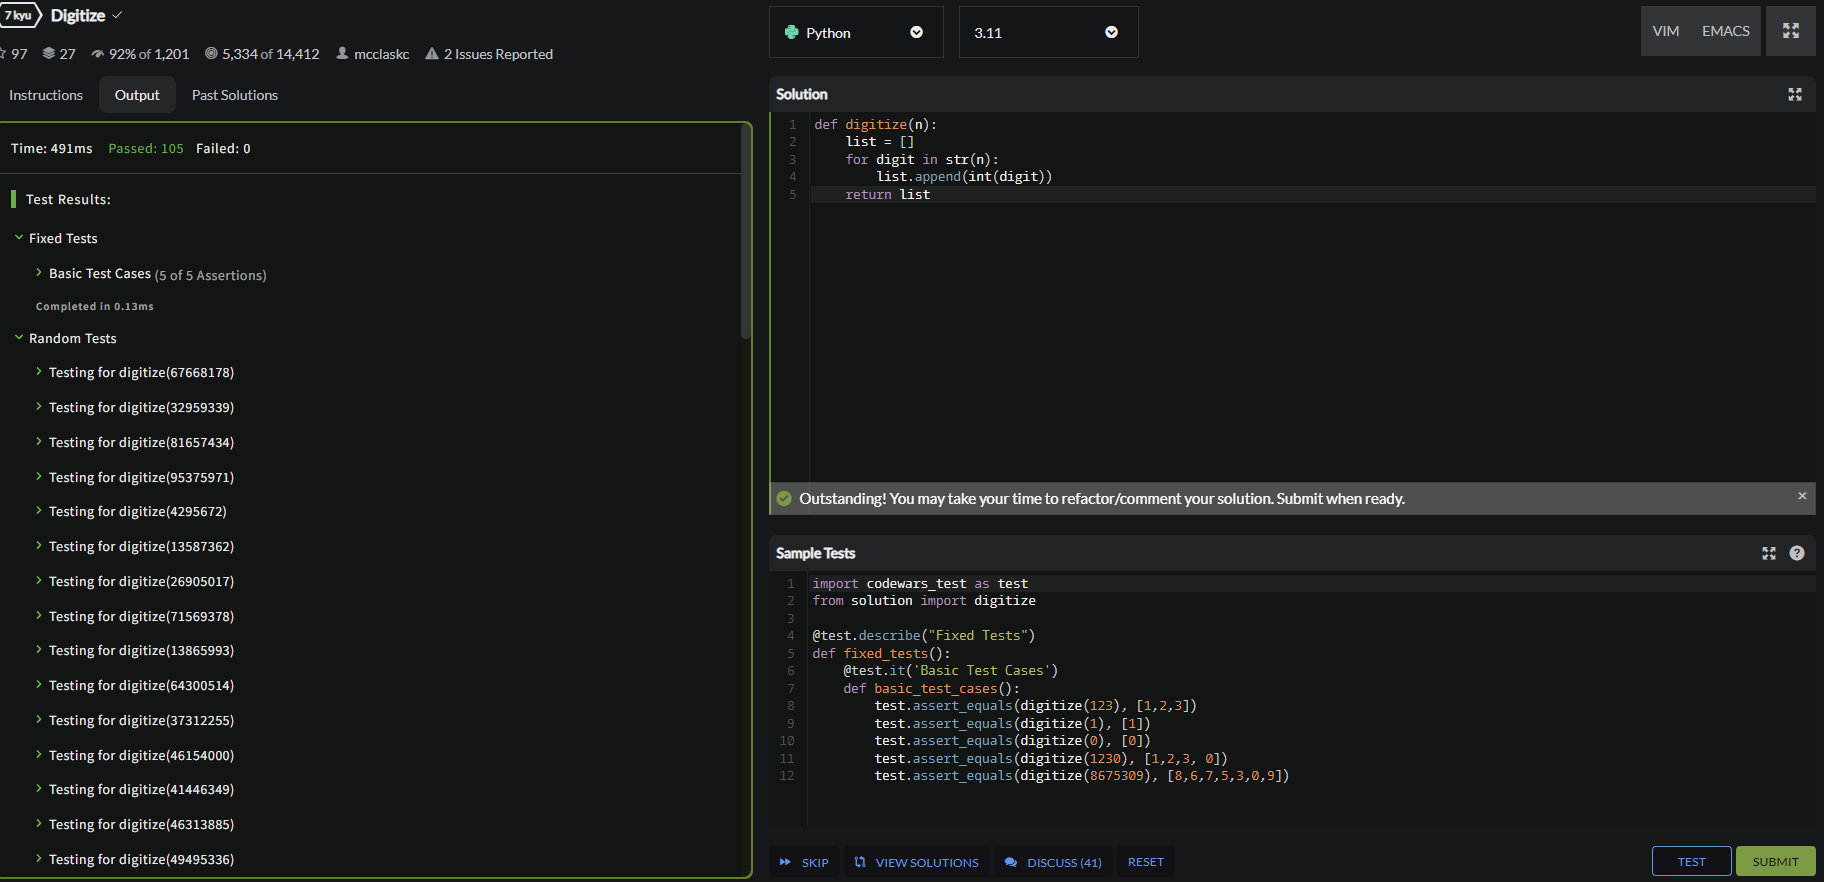 7 kyu Digitize
97 27 92% of 1,201 5,334 of 14,412 mcclaskc 2 Issues Reported
Instructions Output Past Solutions
Time: 491ms Passed: 105 Failed: 0
Test Results:
Fixed Tests
Basic Test Cases (5 of 5 Assertions)
Completed in 0.13ms
Random Tests
Testing for digitize(67668178)
Testing for digitize(32959339)
Testing for digitize(81657434)
Testing for digitize(95375971)
Testing for digitize(4295672)
Testing for digitize(13587362)
Testing for digitize(26905017)
Testing for digitize(71569378)
Testing for digitize(13865993)
Testing for digitize(64300514)
Testing for digitize(37312255)
Testing for digitize(46154000)
Testing for digitize(41446349)
Testing for digitize(46313885)
Testing for digitize(49495336)
Python 3.11 VIM EMACS
Solution
1 def digitize(n):
2     list = []
3     for digit in str(n):
4         list.append(int(digit))
5     return list
Outstanding! You may take your time to refactor/comment your solution. Submit when ready. ×
Sample Tests ?
1 import codewars_test as test
2 from solution import digitize
3
4 @test.describe("Fixed Tests")
5 def fixed_tests():
6     @test.it('Basic Test Cases')
7     def basic_test_cases():
8         test.assert_equals(digitize(123), [1,2,3])
9         test.assert_equals(digitize(1), [1])
10         test.assert_equals(digitize(0), [0])
11         test.assert_equals(digitize(1230), [1,2,3, 0])
12         test.assert_equals(digitize(8675309), [8,6,7,5,3,0,9])
SKIP VIEW SOLUTIONS DISCUSS (41) RESET TEST SUBMIT